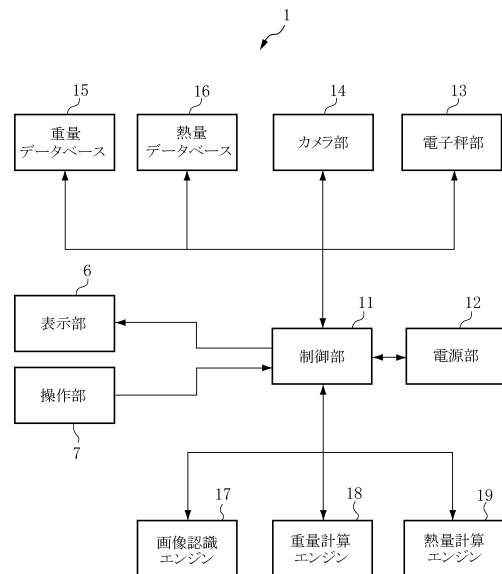 1
15
16
14
13
重量
データベース
熱量
データベース
カメラ部
電子秤部
6
11
12
表示部
制御部
電源部
操作部
7
17
18
19
画像認識
エンジン
重量計算
エンジン
熱量計算
エンジン